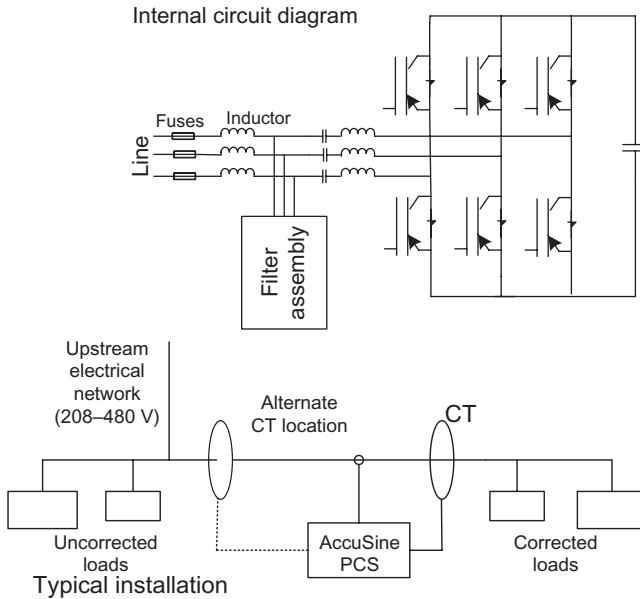 Internal circuit diagram
Fuses
Inductor
Line
Filter
assembly
Upstream
electrical
network
(208–480 V)
Alternate
CT location
CT
Uncorrected
loads
AccuSine
PCS
Corrected
loads
Typical installation